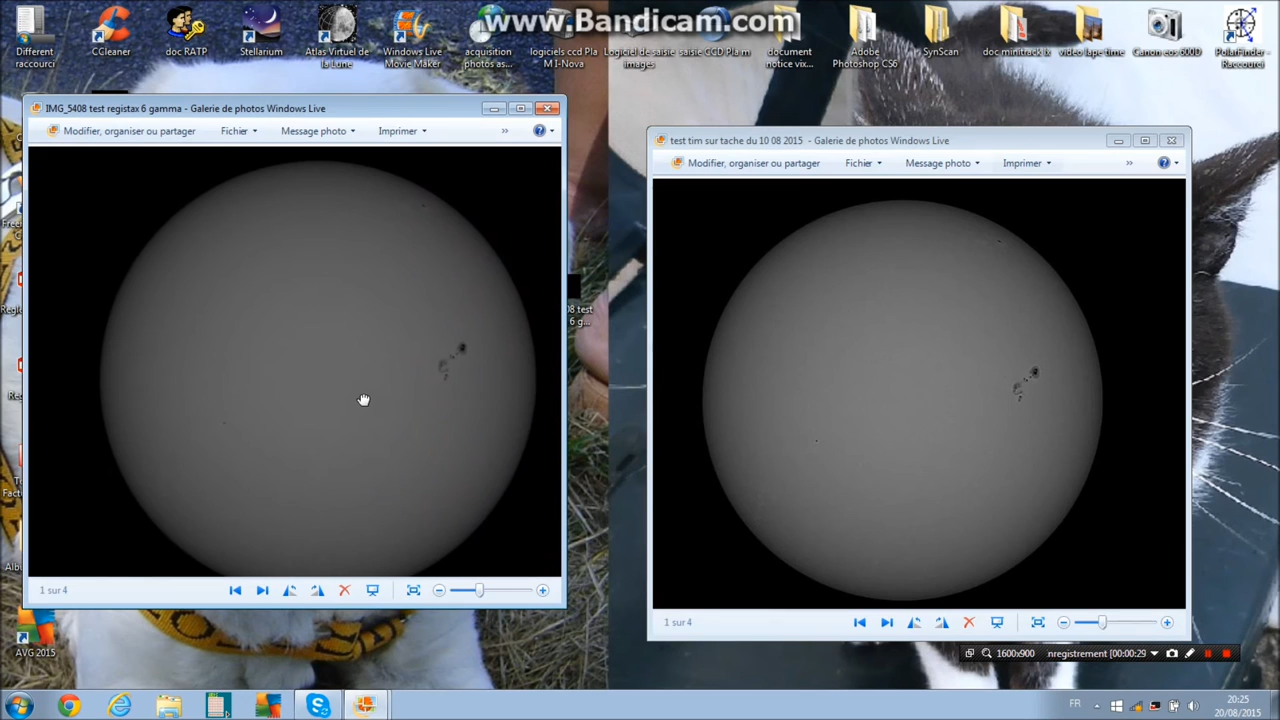 www.Bandicam.com
Different
raccourci
CCleaner
doc RATP
Stellarium
Atlas Virtuel de
la Lune
Windows Live
Movie Maker
acquisition
photos as...
logiciels ccd Pla
M I-Nova
Logiciel de saisie
images
saisie CCD Pla m
document
notice vix...
Adobe
Photoshop CS6
SynScan
doc minitrack lx
video lape time
Canon eos 600D
PolarFinder -
Raccourci
IMG_5408 test registax 6 gamma - Galerie de photos Windows Live
Modifier, organiser ou partager
Fichier
Message photo
Imprimer
»
?
test tim sur tache du 10 08 2015 - Galerie de photos Windows Live
Modifier, organiser ou partager
Fichier
Message photo
Imprimer
»
?
08 test
6 g...
1 sur 4
1 sur 4
AVG 2015
1600x900
nregistrement [00:00:29
FR
20:25
20/08/2015